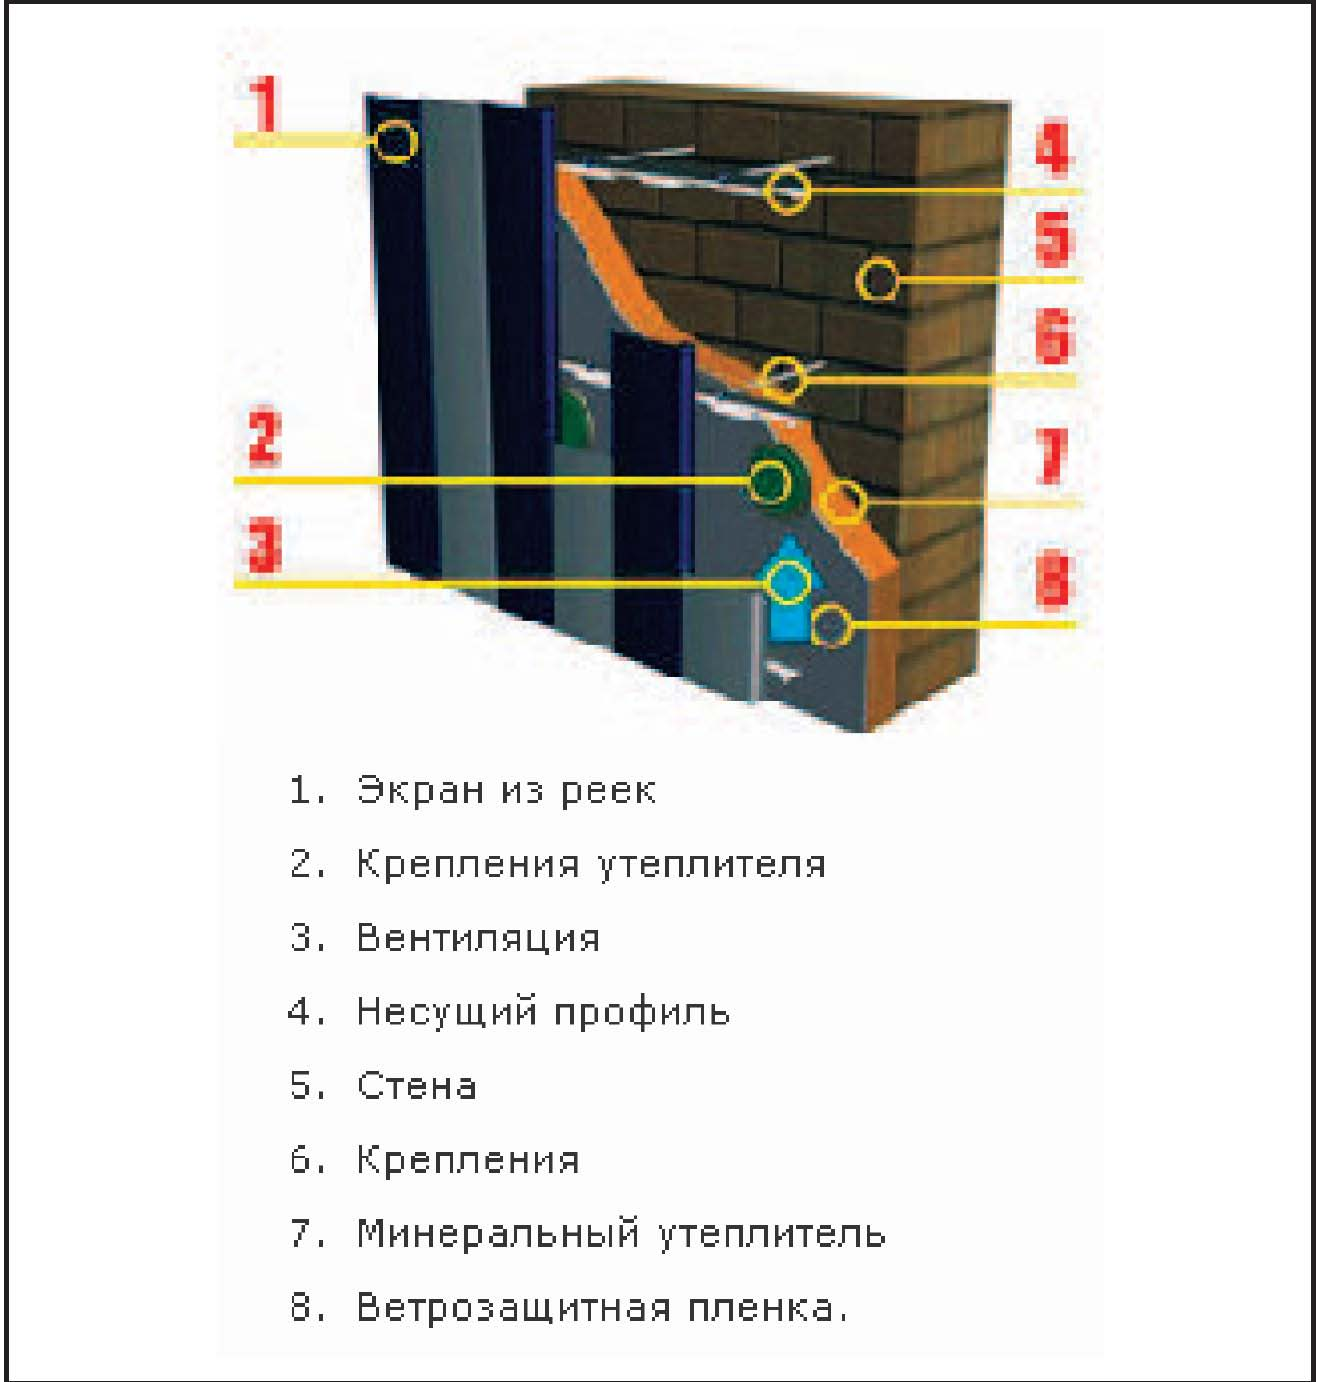 1
4
5
6
2
7
3
8
1. Экран из реек
2. Крепления утеплителя
3. Вентиляция
4. Несущий профиль
5. Стена
6. Крепления
7. Минеральный утеплитель
8. Ветрозащитная пленка.